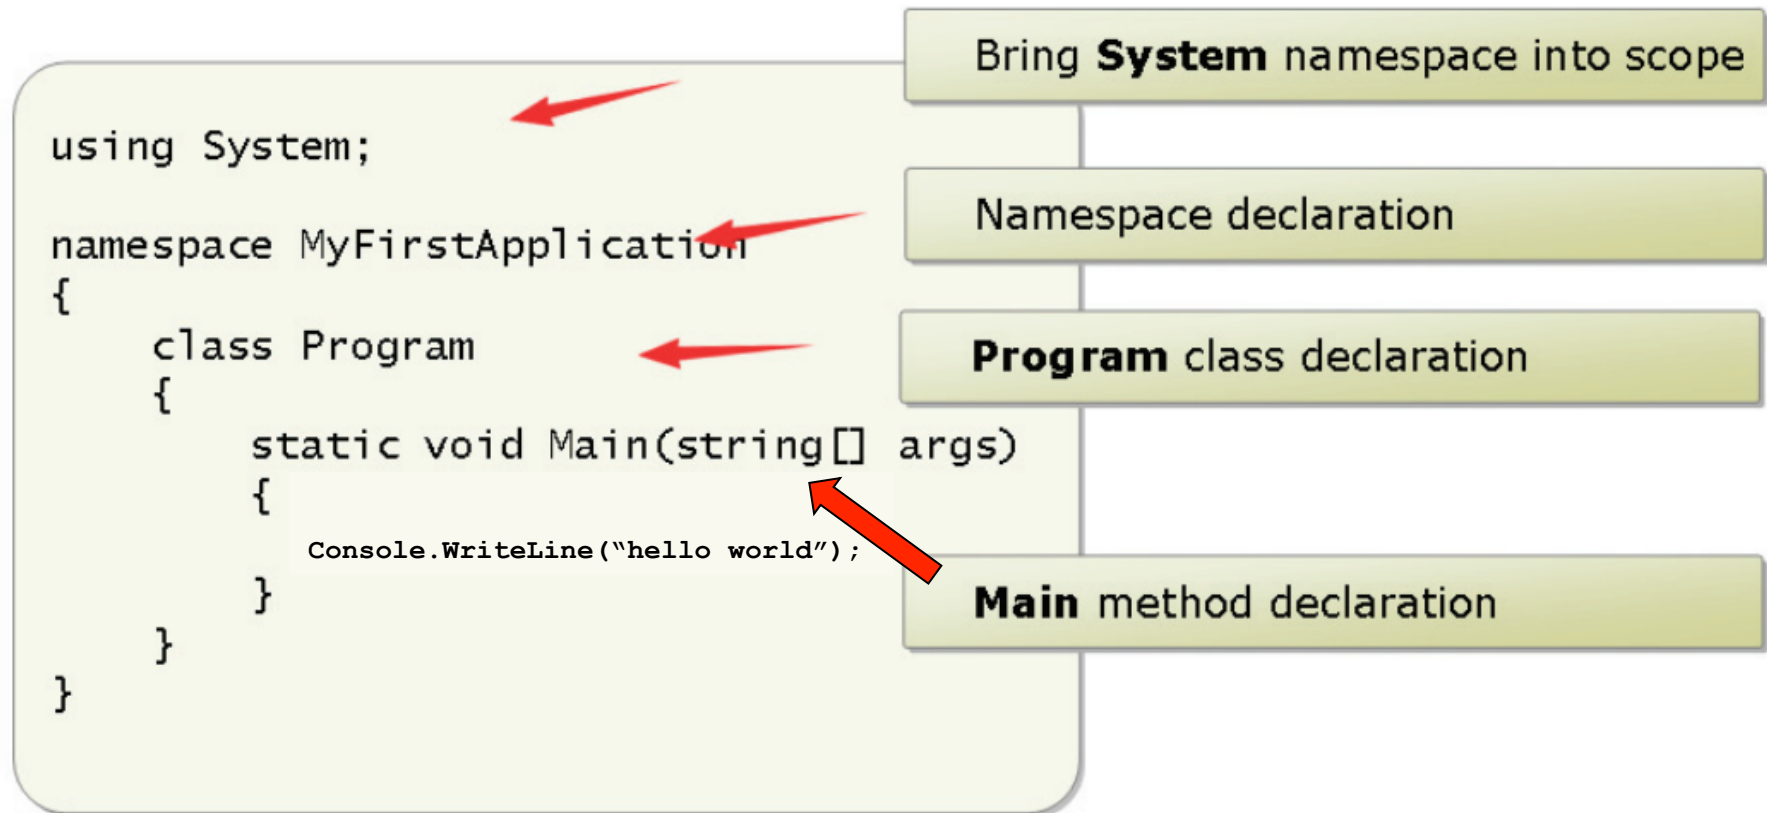 using System;
namespace MyFirstApplication
{
class Program
{
static void Main(string[] args)
{
Console.WriteLine(“hello world”);
}
}
}
Bring System namespace into scope
Namespace declaration
Program class declaration
Main method declaration